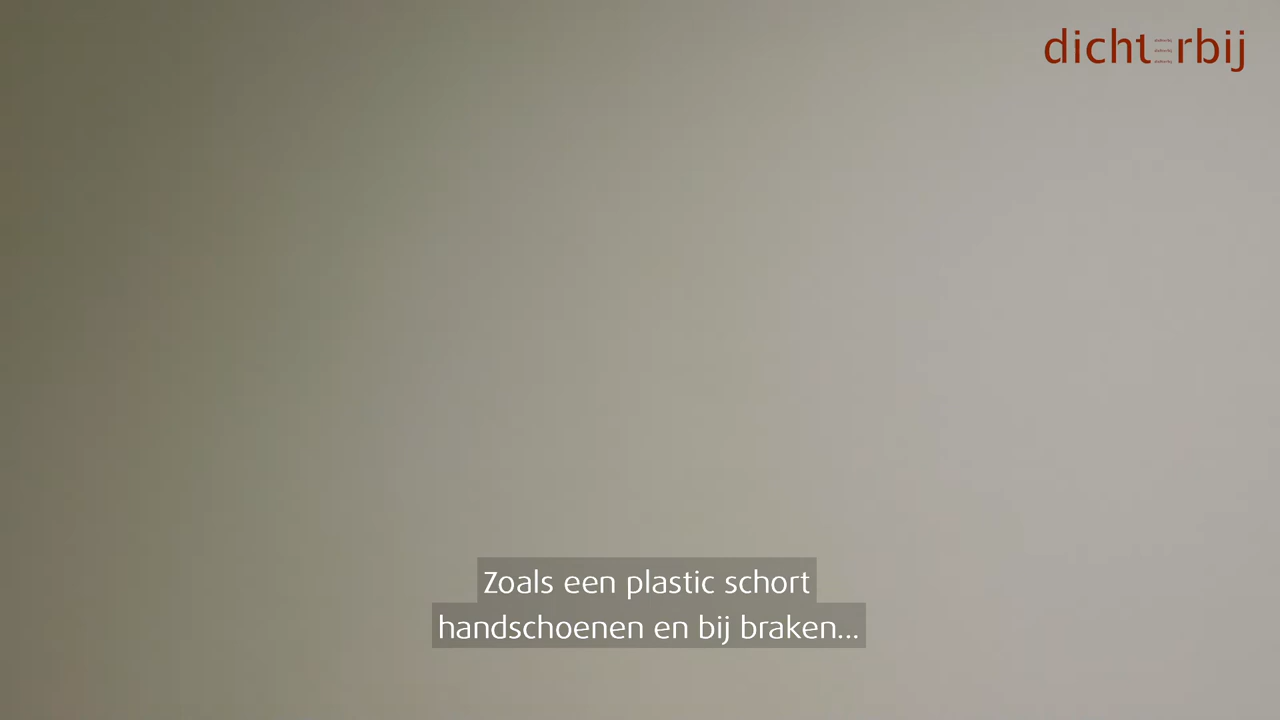 dichterbij
Zoals een plastic schort
handschoenen en bij braken...